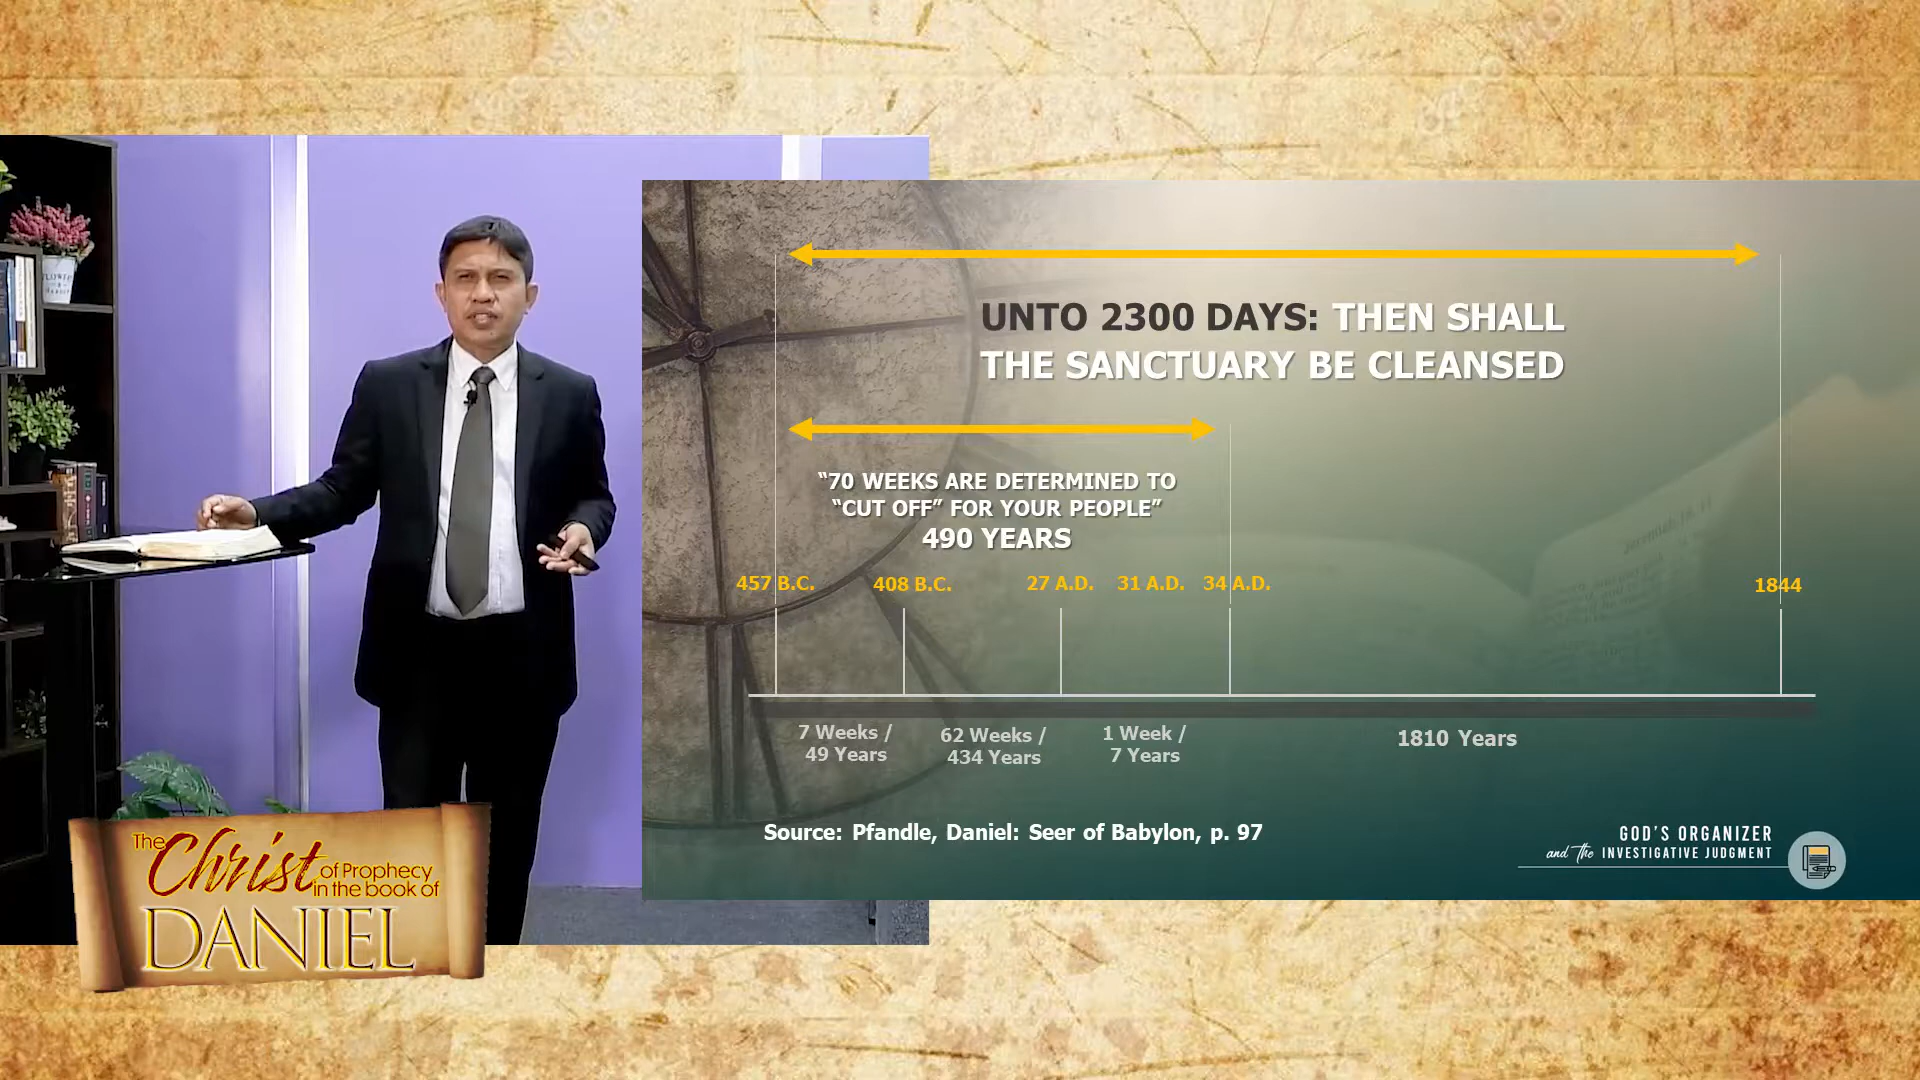 UNTO 2300 DAYS: THEN SHALL
THE SANCTUARY BE CLEANSED
“70 WEEKS ARE DETERMINED TO
“CUT OFF” FOR YOUR PEOPLE”
490 YEARS
457 B.C. 408 B.C. 27 A.D. 31 A.D. 34 A.D. 1844
7 Weeks /
49 Years
62 Weeks /
434 Years
1 Week /
7 Years
1810 Years
Source: Pfandle, Daniel: Seer of Babylon, p. 97
GOD'S ORGANIZER
and the INVESTIGATIVE JUDGMENT
The Christ of Prophecy
in the book of
DANIEL